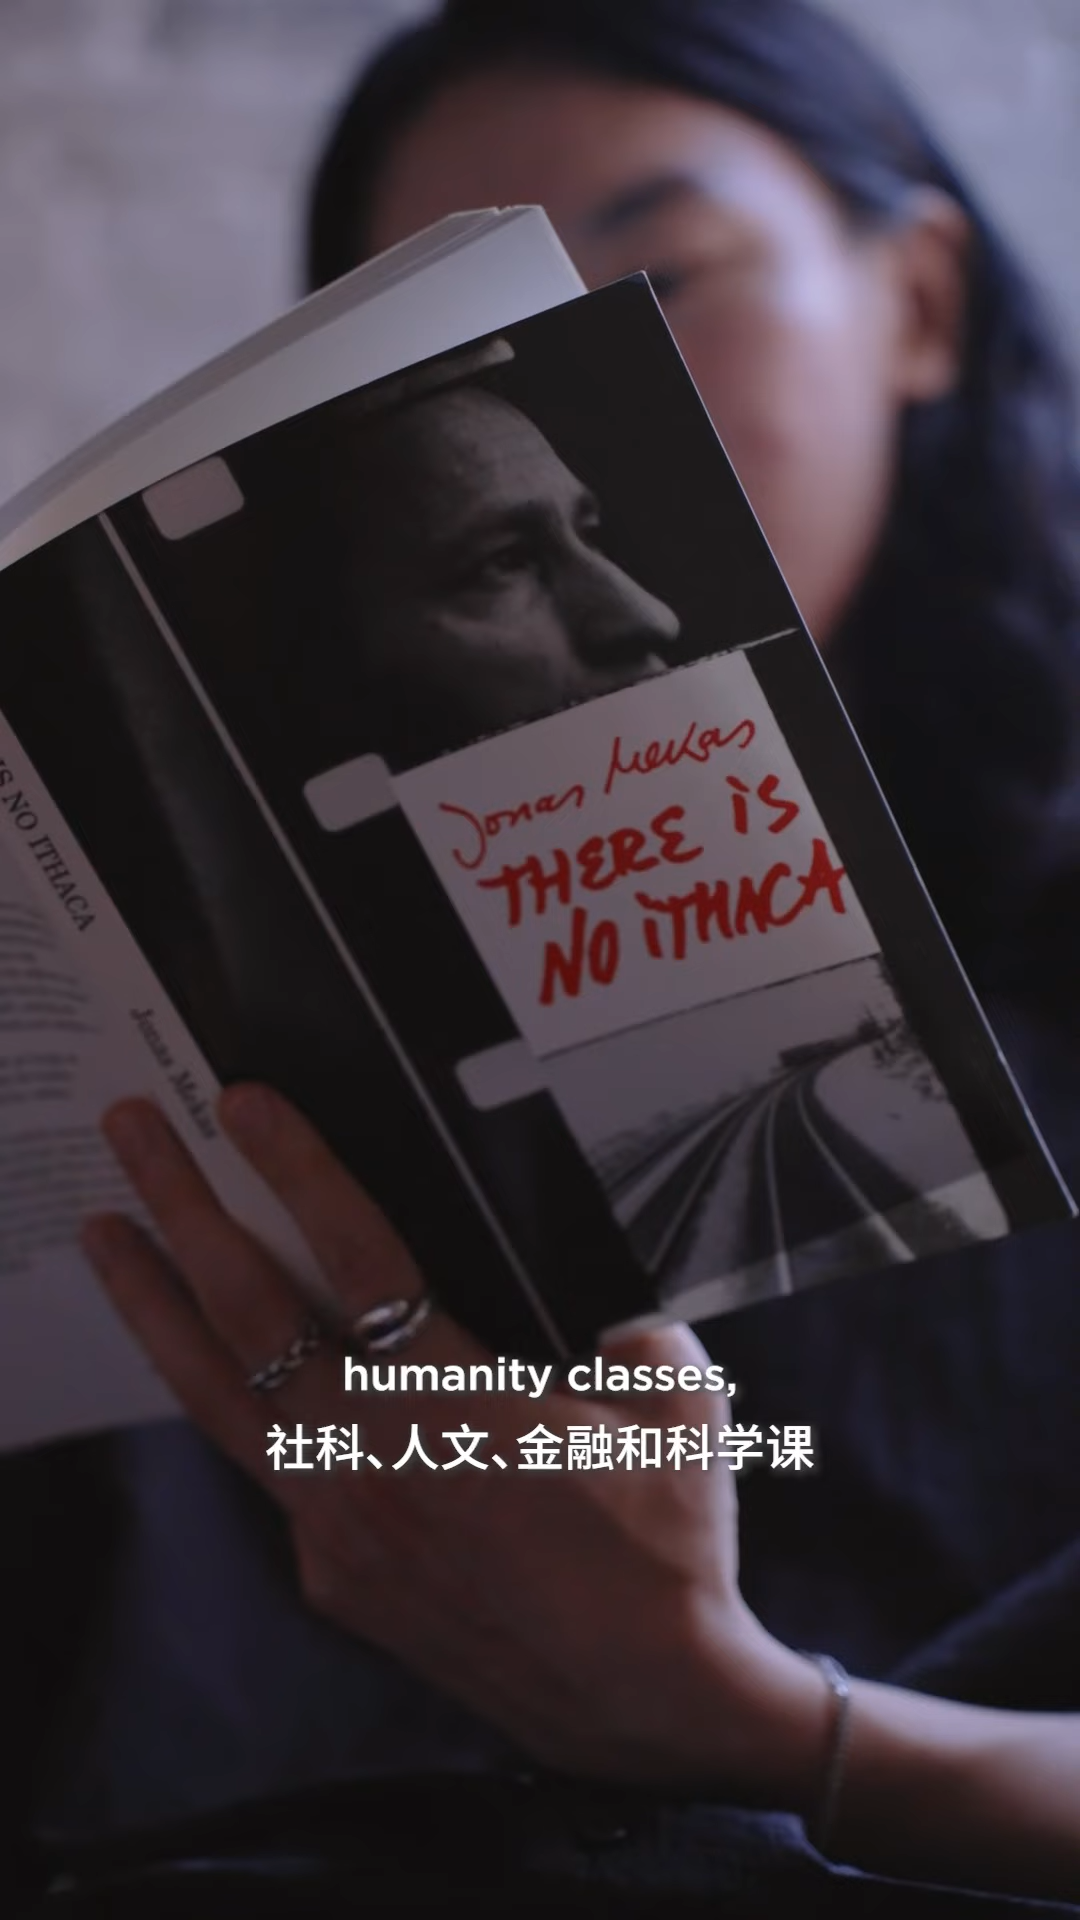 Jonas Mekas
THERE IS
NO ITHACA
IS NO ITHACA
Jonas Mekas
humanity classes,
社科、人文、金融和科学课